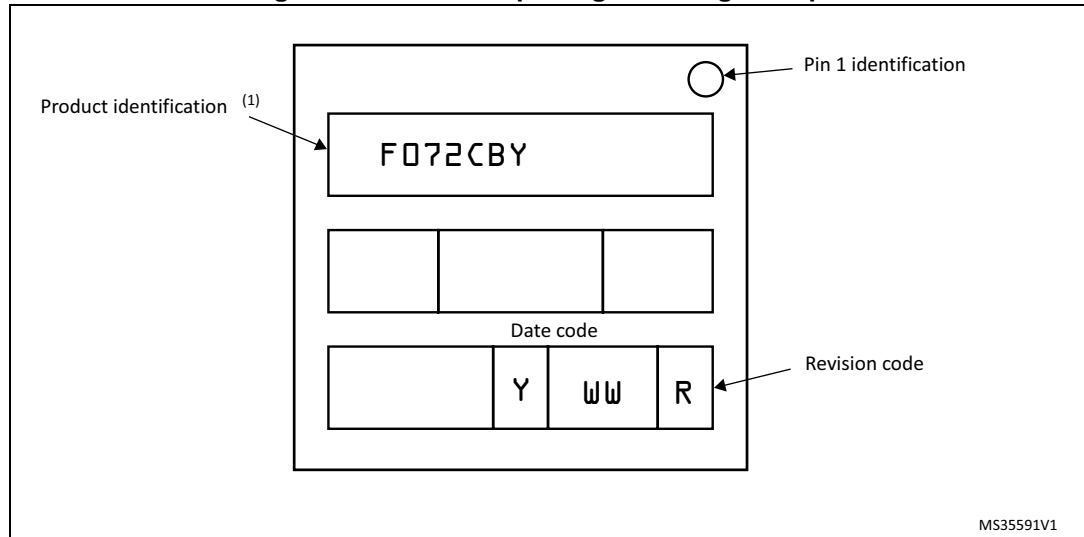 Pin 1 identification
Product identification (1)
F072CBY
Date code
Y WW R
Revision code
MS35591V1